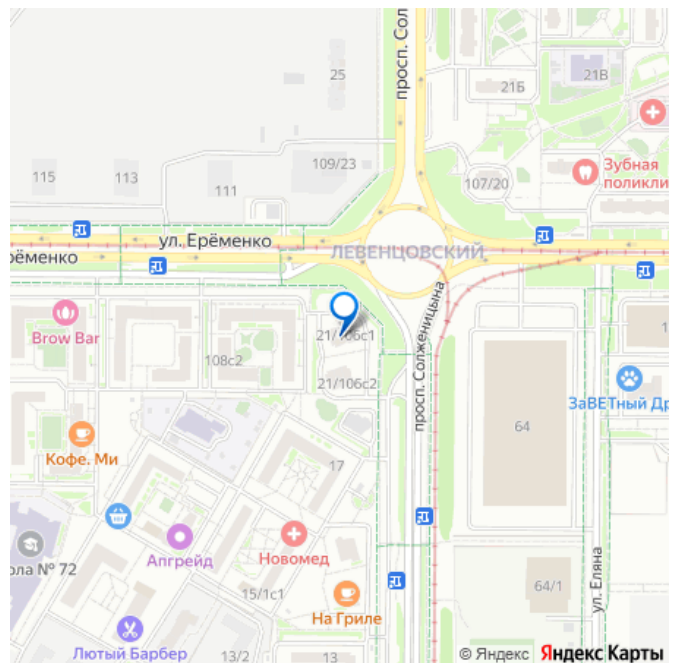 просп. Сол
25
21Б
21В
Зубная
поликли
115
113
111
109/23
107/20
ул. Ерёменко
рёменко
ЛЕВЕНЦОВСКИЙ
Brow Bar
108с2
21/106с1
21/106с2
просп. Солженицына
64
ЗаВЕТный Др
Кофе. Ми
17
ола № 72
Апгрейд
Новомед
15/1с1
На Гриле
64/1
ул. Еляна
Лютый Барбер
13/2
13
© Яндекс Яндекс Карты